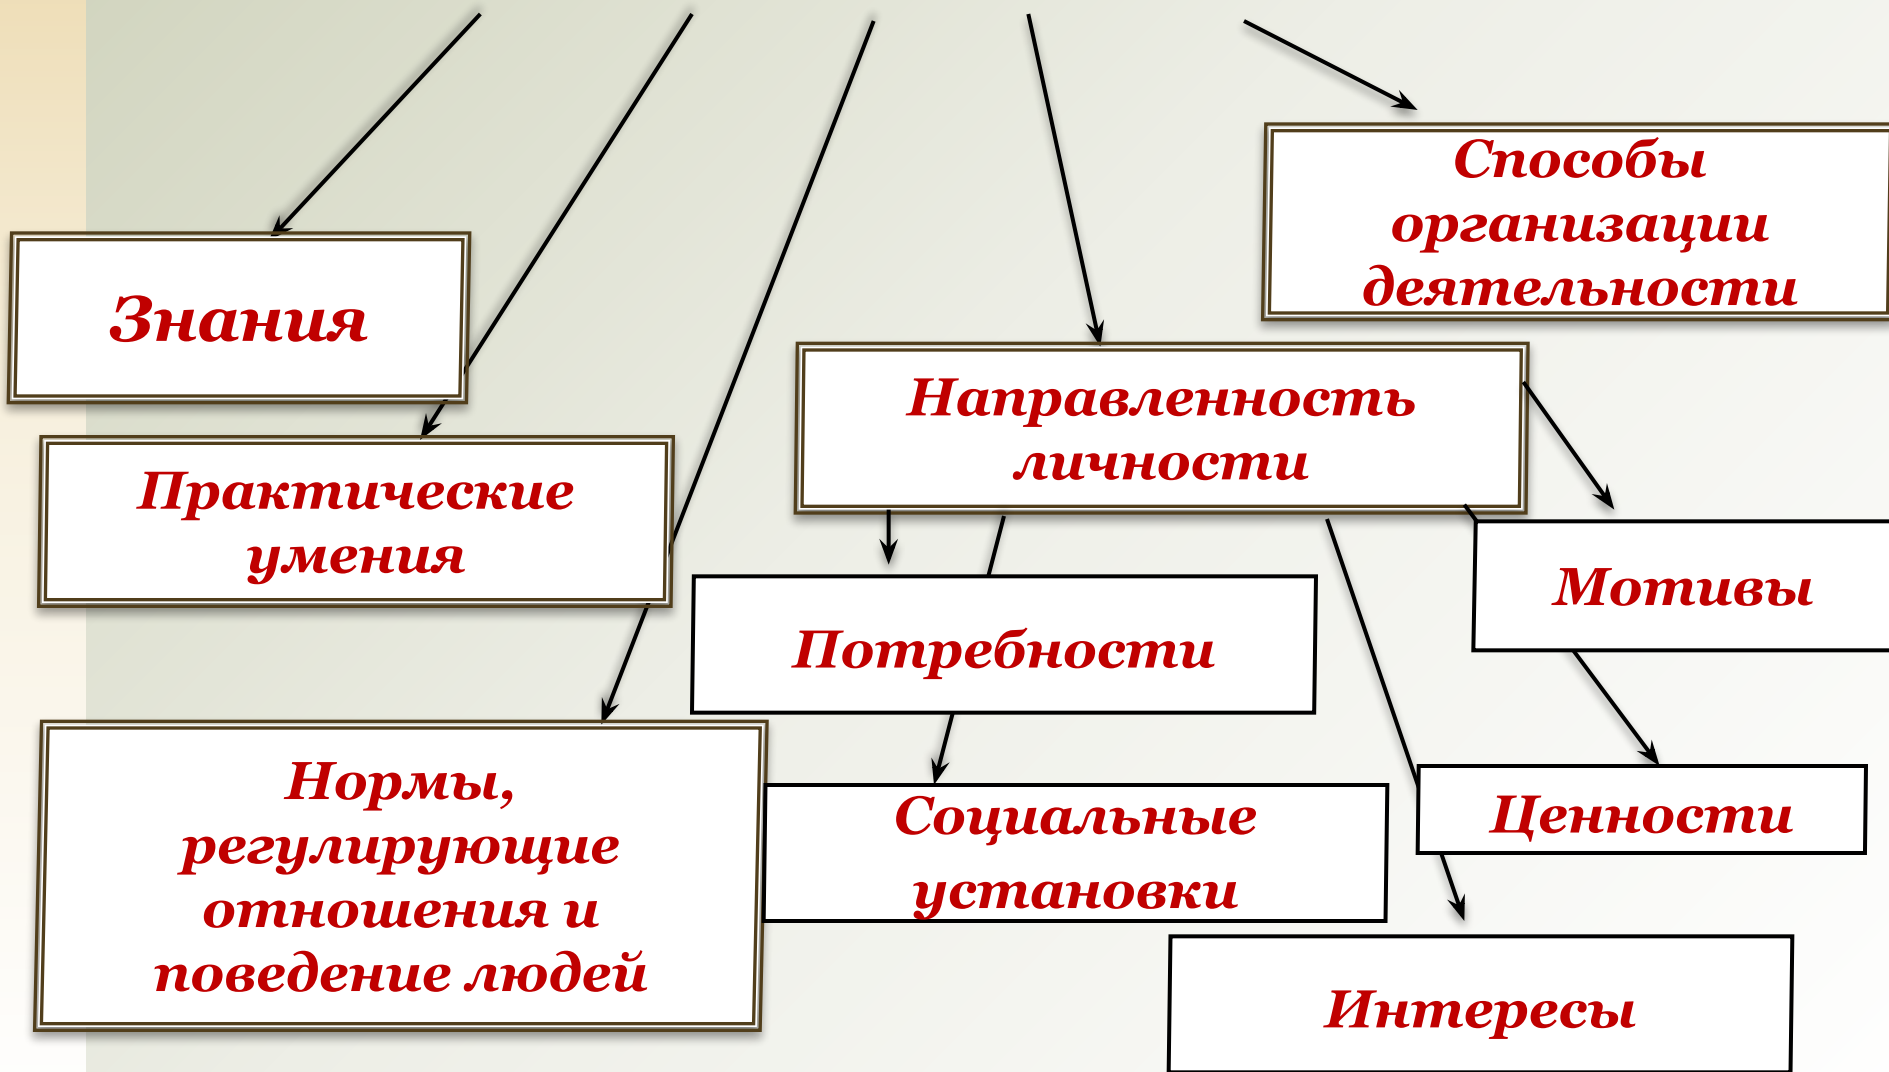 Способы
организации
деятельности
Знания
Направленность
личности
Практические
умения
Мотивы
Потребности
Нормы,
регулирующие
отношения и
поведение людей
Социальные
установки
Ценности
Интересы